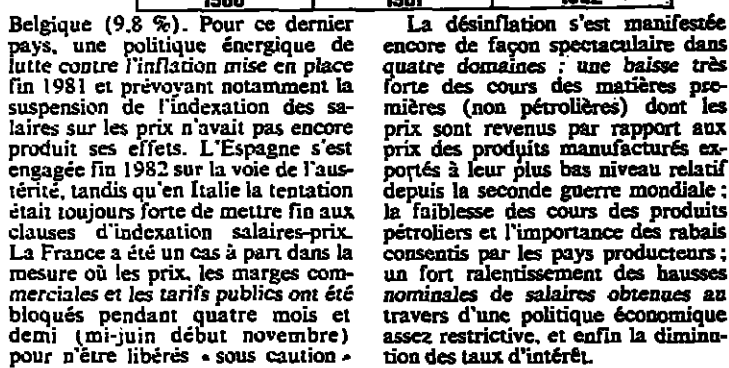 Belgique (9,8 %). Pour ce dernier
pays, une politique énergique de
lutte contre l'inflation mise en place
fin 1981 et prévoyant notamment la
suspension de l'indexation des sa-
laires sur les prix n'avait pas encore
produit ses effets. L'Espagne s'est
engagée fin 1982 sur la voie de l'aus-
térité, tandis qu'en Italie la tentation
était toujours forte de mettre fin aux
clauses d'indexation salaires-prix.
La France a été un cas à part dans la
mesure où les prix, les marges com-
merciales et les tarifs publics ont été
bloqués pendant quatre mois et
demi (mi-juin début novembre)
pour n'être libérés « sous caution »
La désinflation s'est manifestée
encore de façon spectaculaire dans
quatre domaines : une baisse très
forte des cours des matières pre-
mières (non pétrolières) dont les
prix sont revenus par rapport aux
prix des produits manufacturés ex-
portés à leur plus bas niveau relatif
depuis la seconde guerre mondiale ;
la faiblesse des cours des produits
pétroliers et l'importance des rabais
consentis par les pays producteurs ;
un fort ralentissement des hausses
nominales de salaires obtenues au
travers d'une politique économique
assez restrictive, et enfin la diminu-
tion des taux d'intérêt.